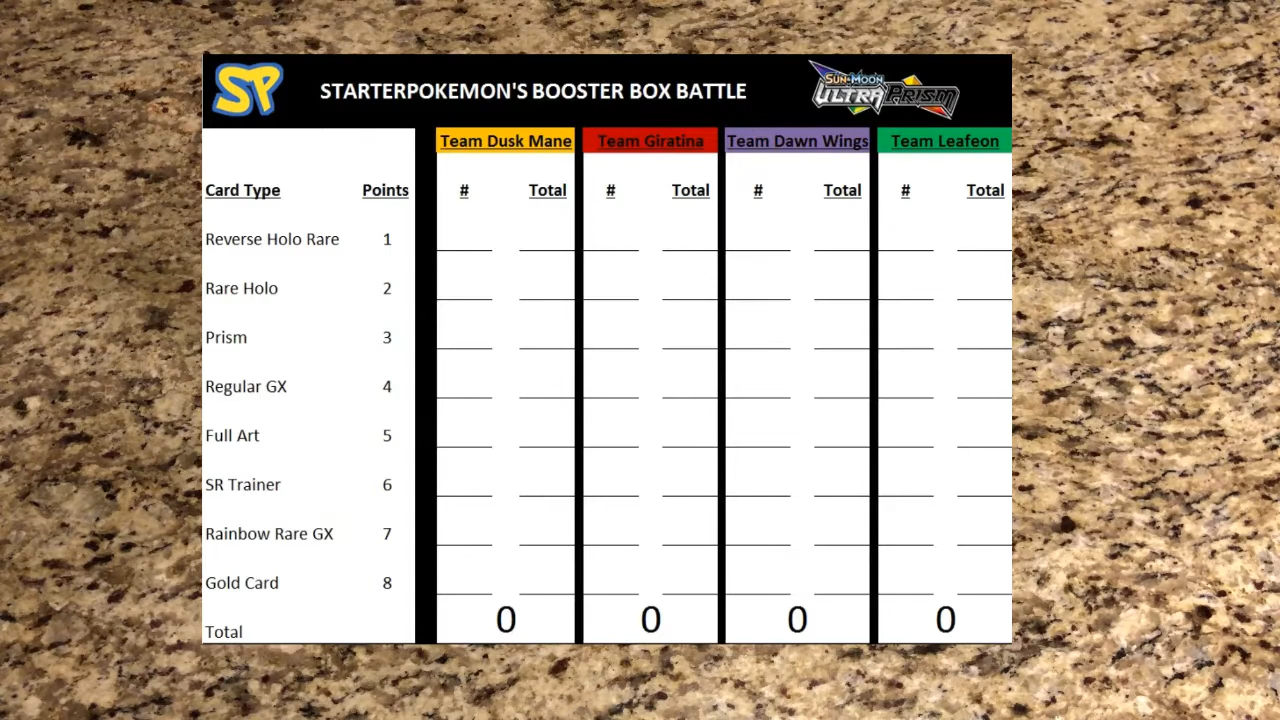 SP STARTERPOKEMON'S BOOSTER BOX BATTLE SUN & MOON ULTRA PRISM
Team Dusk Mane Team Giratina Team Dawn Wings Team Leafeon
Card Type Points # Total # Total # Total # Total
Reverse Holo Rare 1
Rare Holo 2
Prism 3
Regular GX 4
Full Art 5
SR Trainer 6
Rainbow Rare GX 7
Gold Card 8
Total 0 0 0 0